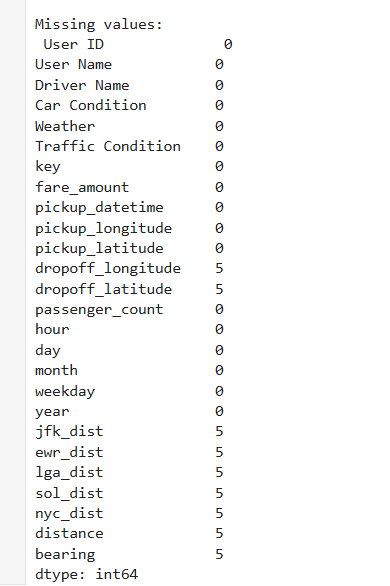 Missing values:
 User ID              0
User Name            0
Driver Name          0
Car Condition        0
Weather              0
Traffic Condition    0
key                  0
fare_amount          0
pickup_datetime      0
pickup_longitude     0
pickup_latitude      0
dropoff_longitude    5
dropoff_latitude     5
passenger_count      0
hour                 0
day                  0
month                0
weekday              0
year                 0
jfk_dist             5
ewr_dist             5
lga_dist             5
sol_dist             5
nyc_dist             5
distance             5
bearing              5
dtype: int64